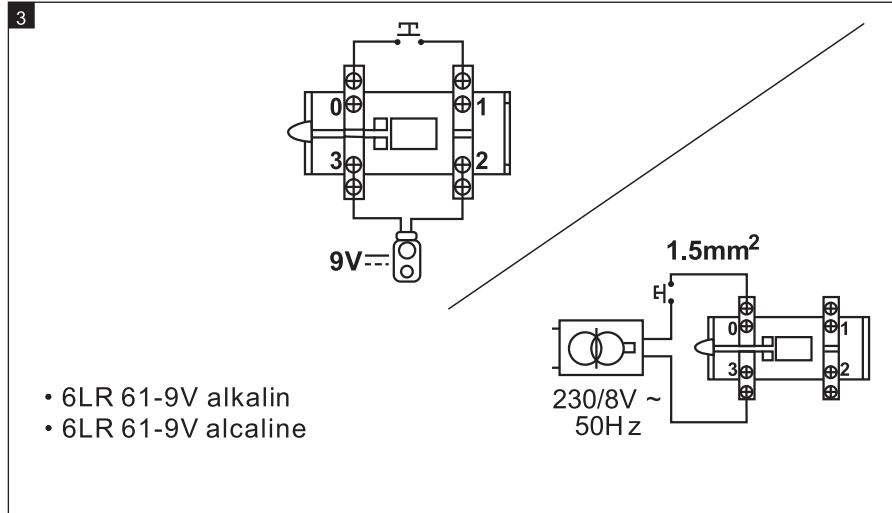 3
0 1
3 2
9V
1.5mm²
0 1
3 2
230/8V ~
50Hz
• 6LR 61-9V alkalin
• 6LR 61-9V alcaline